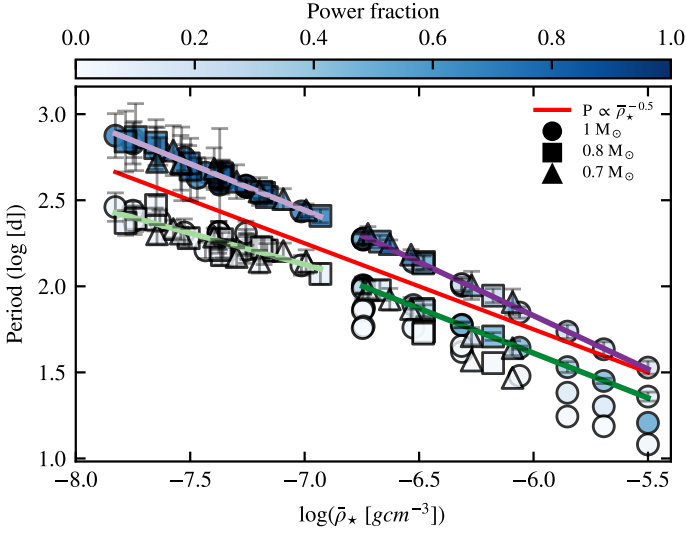 Power fraction
0.0 0.2 0.4 0.6 0.8 1.0
P ∝ ρ̄⋆^−0.5
1 M⊙
0.8 M⊙
0.7 M⊙
3.0
2.5
2.0
1.5
1.0
Period (log [d])
−8.0 −7.5 −7.0 −6.5 −6.0 −5.5
log(ρ̄⋆ [gcm⁻³])